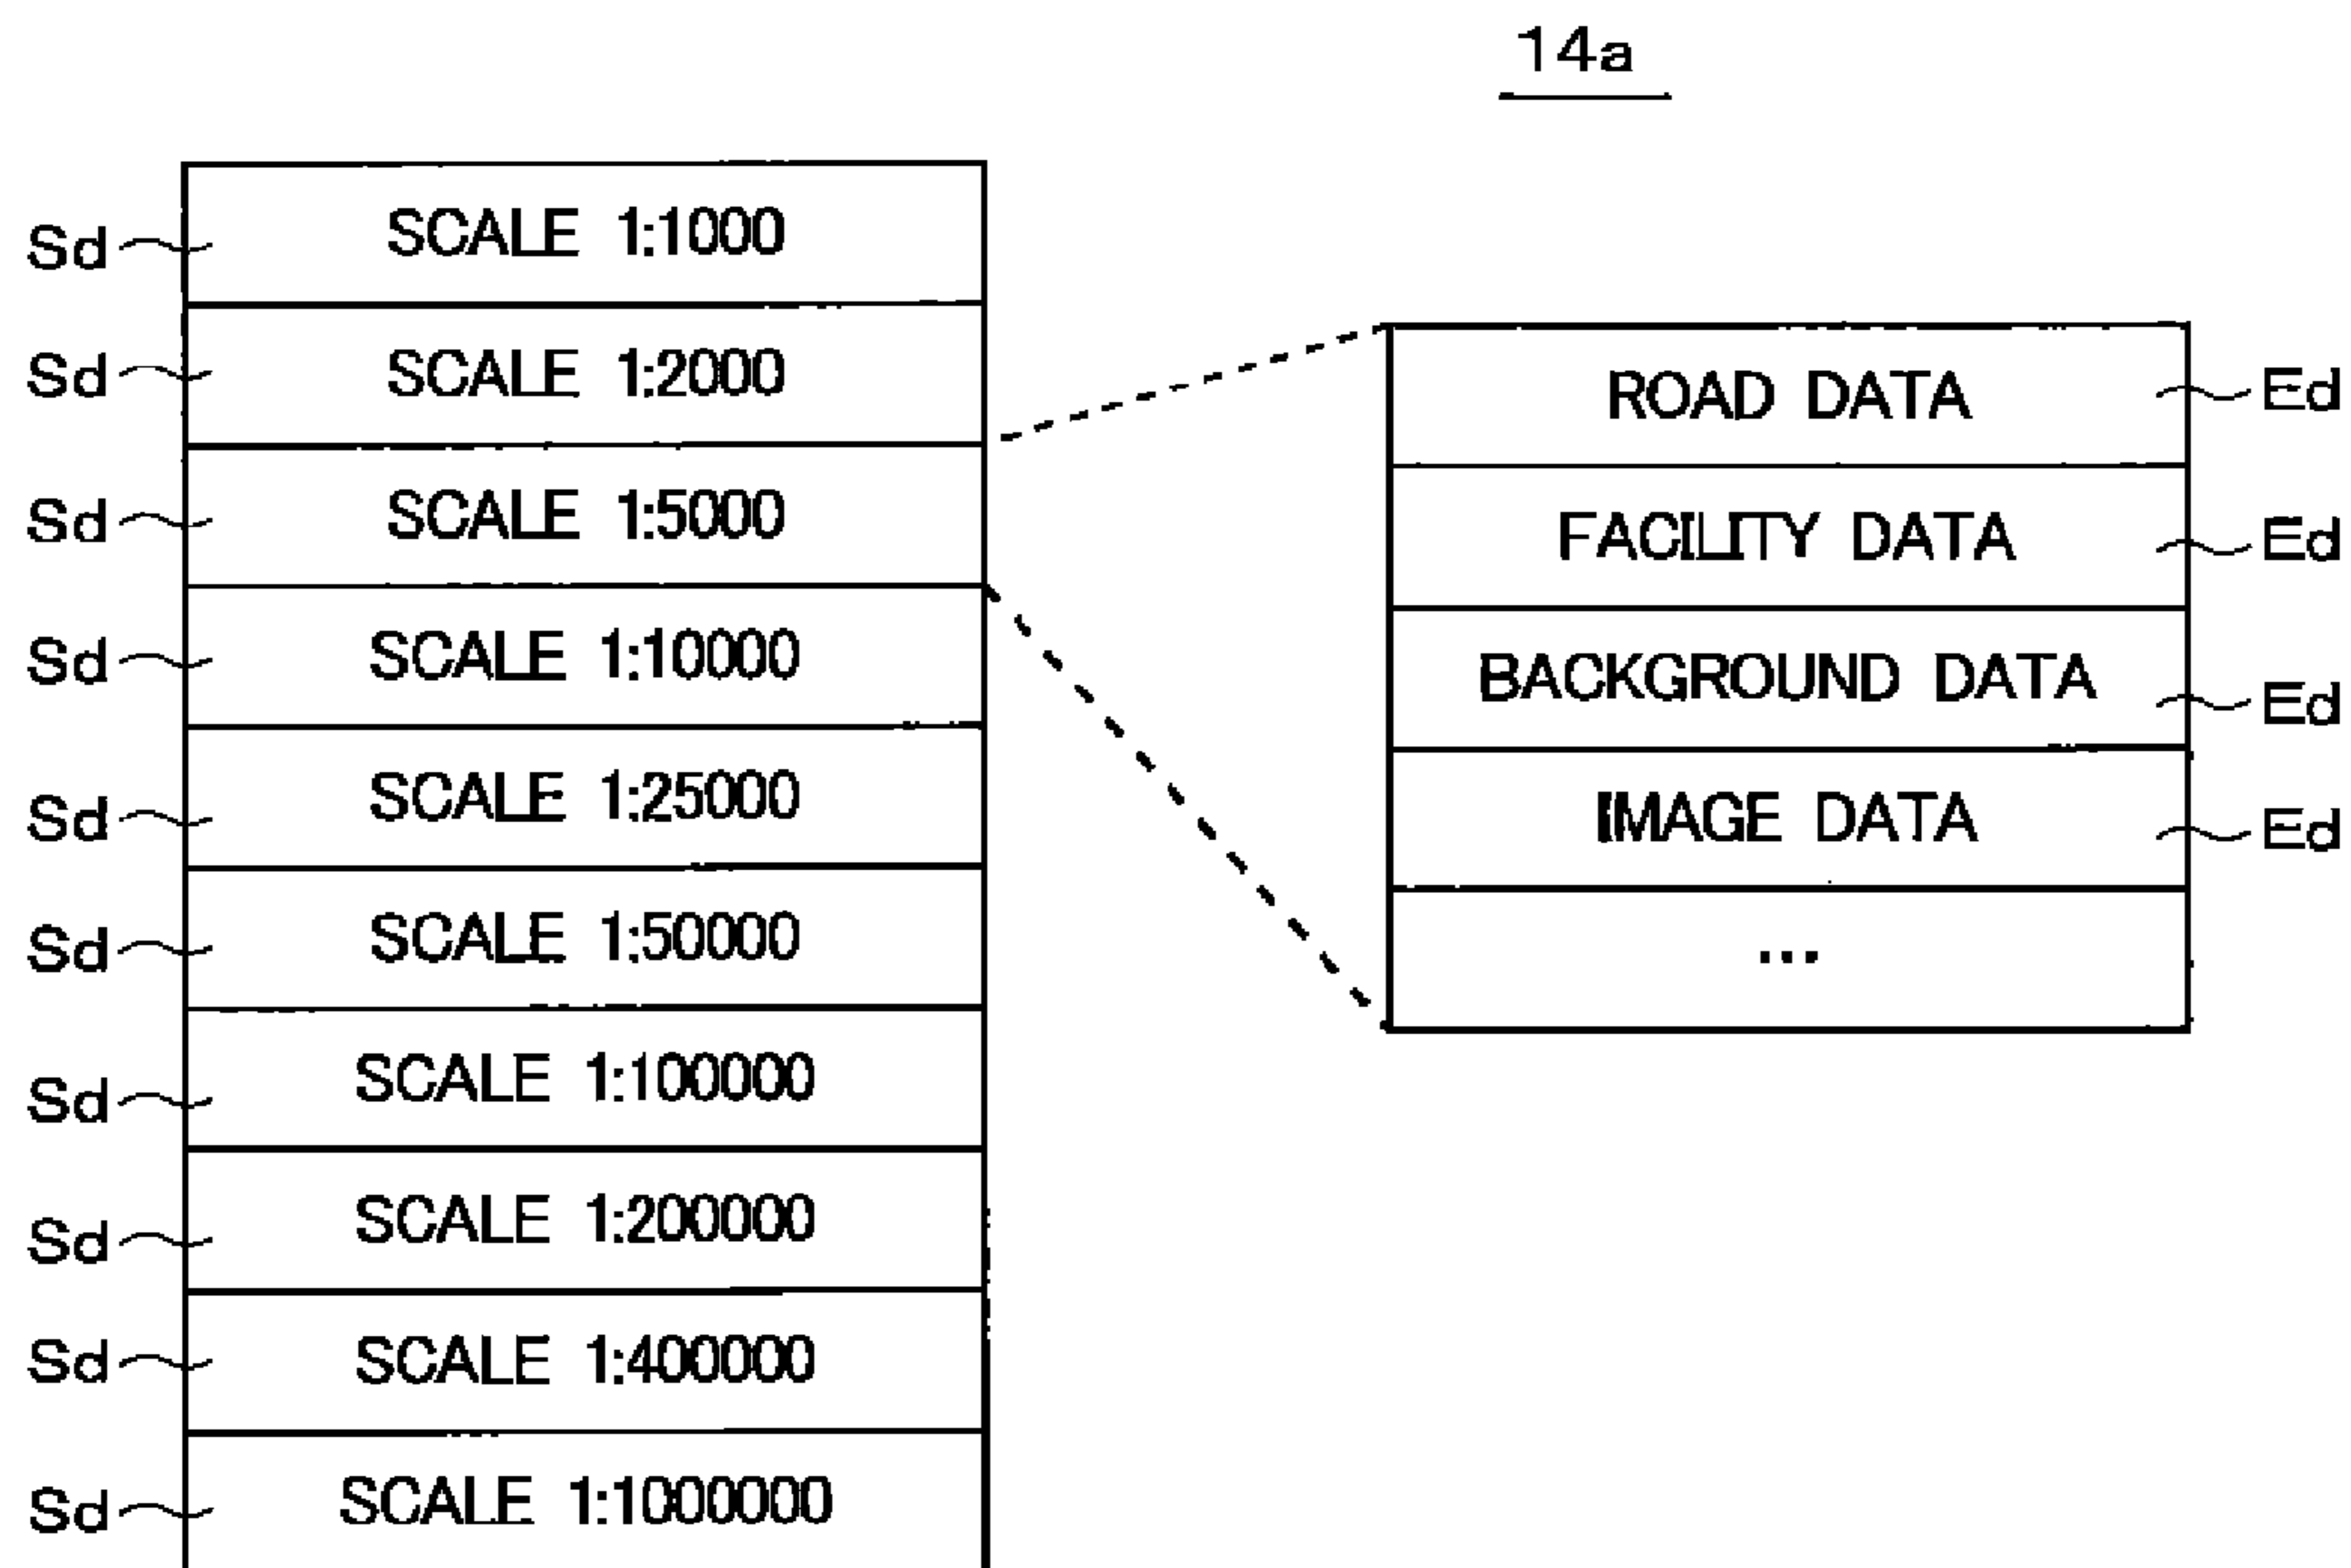 14a
Sd SCALE 1:1000
Sd SCALE 1:2000
Sd SCALE 1:5000
Sd SCALE 1:10000
Sd SCALE 1:25000
Sd SCALE 1:50000
Sd SCALE 1:100000
Sd SCALE 1:200000
Sd SCALE 1:400000
Sd SCALE 1:1000000
ROAD DATA Ed
FACILITY DATA Ed
BACKGROUND DATA Ed
IMAGE DATA Ed
...